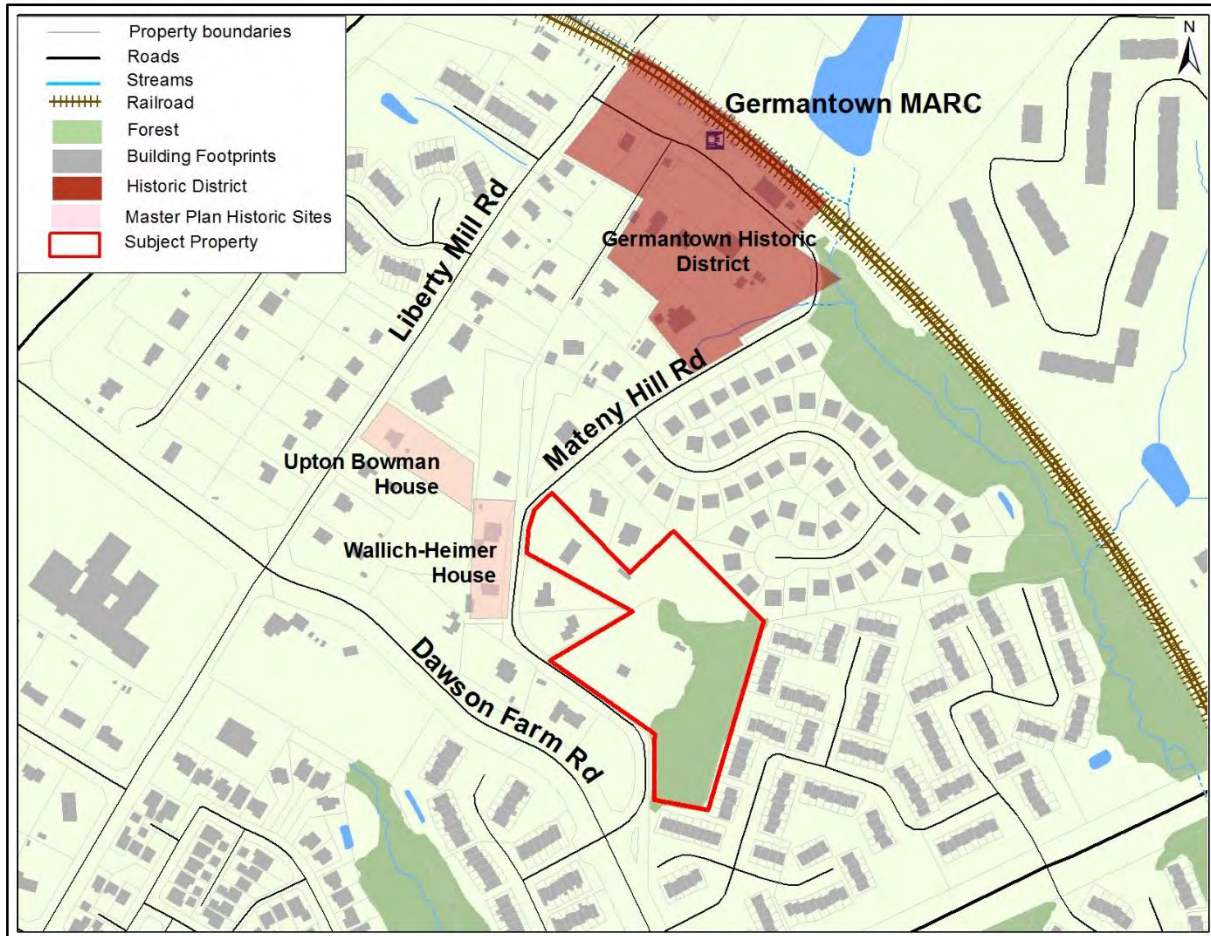 Property boundaries
Roads
Streams
Railroad
Forest
Building Footprints
Historic District
Master Plan Historic Sites
Subject Property
N
Germantown MARC
Liberty Mill Rd
Germantown Historic
District
Mateny Hill Rd
Upton Bowman
House
Wallich-Heimer
House
Dawson Farm Rd